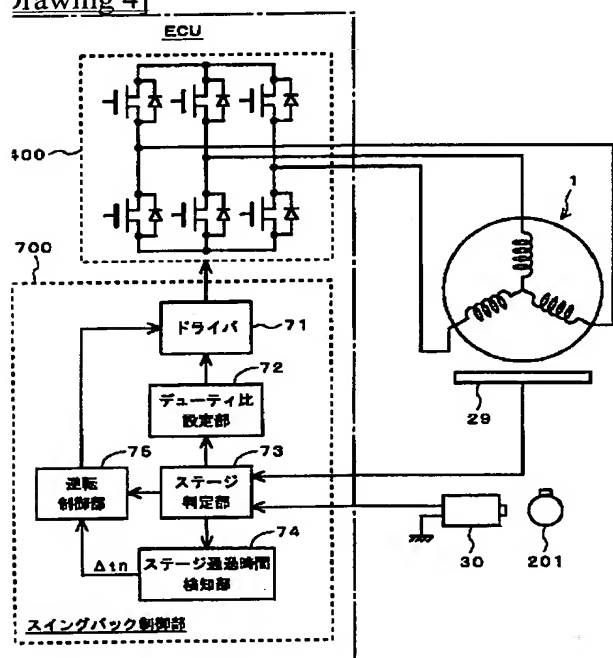 Drawing 4]
ECU
400
1
700
ドライバ
71
72
デューティ比
設定部
29
75
73
逆転
制御部
ステージ
判定部
74
30
201
Δtn
ステージ通過時間
検知部
スイングバック制御部